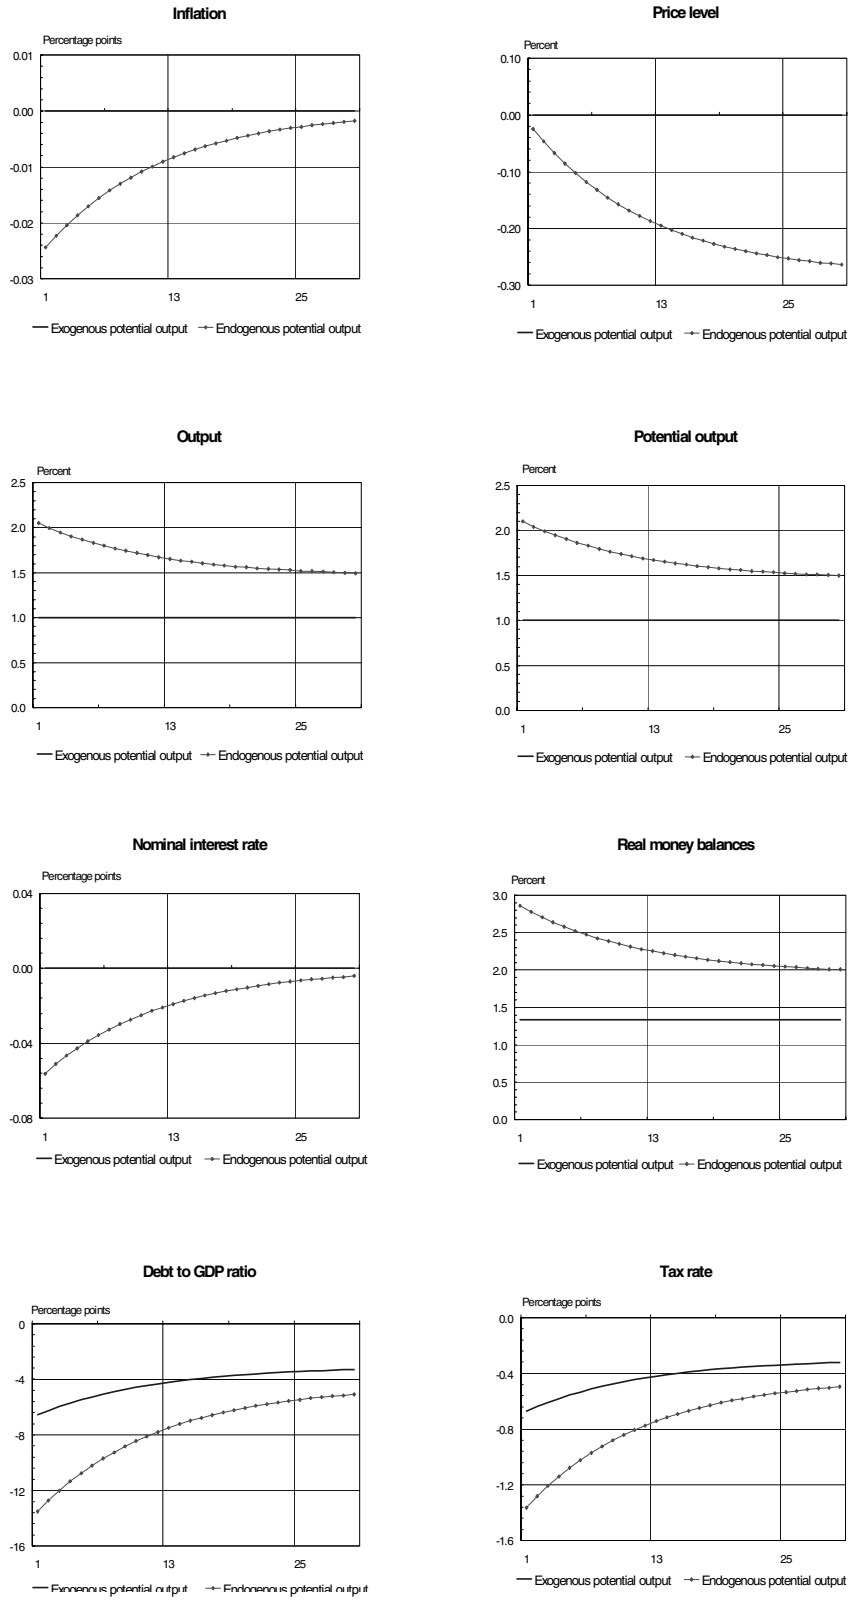 Inflation
Percentage points
0.01
0.00
-0.01
-0.02
-0.03
1 13 25
Exogenous potential output Endogenous potential output
Price level
Percent
0.10
0.00
-0.10
-0.20
-0.30
1 13 25
Exogenous potential output Endogenous potential output
Output
Percent
2.5
2.0
1.5
1.0
0.5
0.0
1 13 25
Exogenous potential output Endogenous potential output
Potential output
Percent
2.5
2.0
1.5
1.0
0.5
0.0
1 13 25
Exogenous potential output Endogenous potential output
Nominal interest rate
Percentage points
0.04
0.00
-0.04
-0.08
1 13 25
Exogenous potential output Endogenous potential output
Real money balances
Percent
3.0
2.5
2.0
1.5
1.0
0.5
0.0
1 13 25
Exogenous potential output Endogenous potential output
Debt to GDP ratio
Percentage points
0
-4
-8
-12
-16
1 13 25
Exogenous potential output Endogenous potential output
Tax rate
Percentage points
0.0
-0.4
-0.8
-1.2
-1.6
1 13 25
Exogenous potential output Endogenous potential output